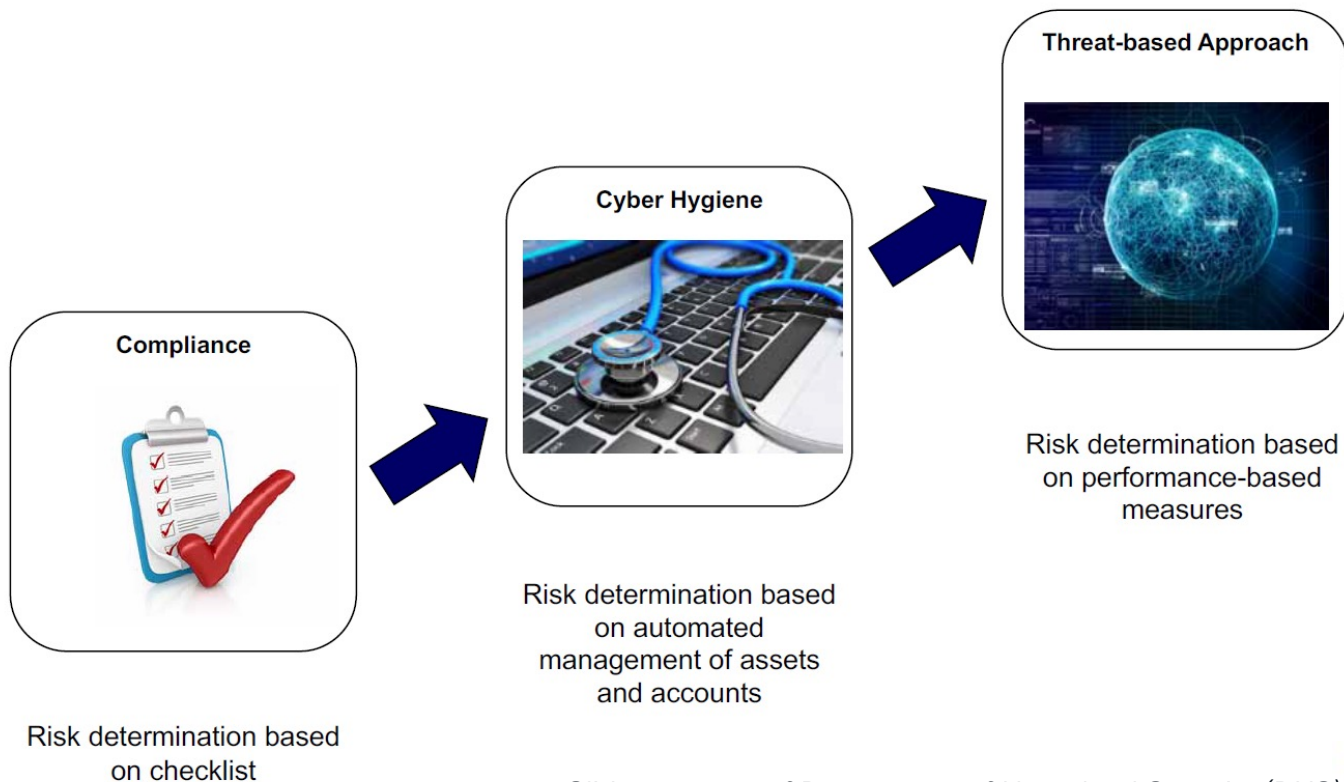 Threat-based Approach
Cyber Hygiene
Compliance
Risk determination based
on performance-based
measures
Risk determination based
on automated
management of assets
and accounts
Risk determination based
on checklist